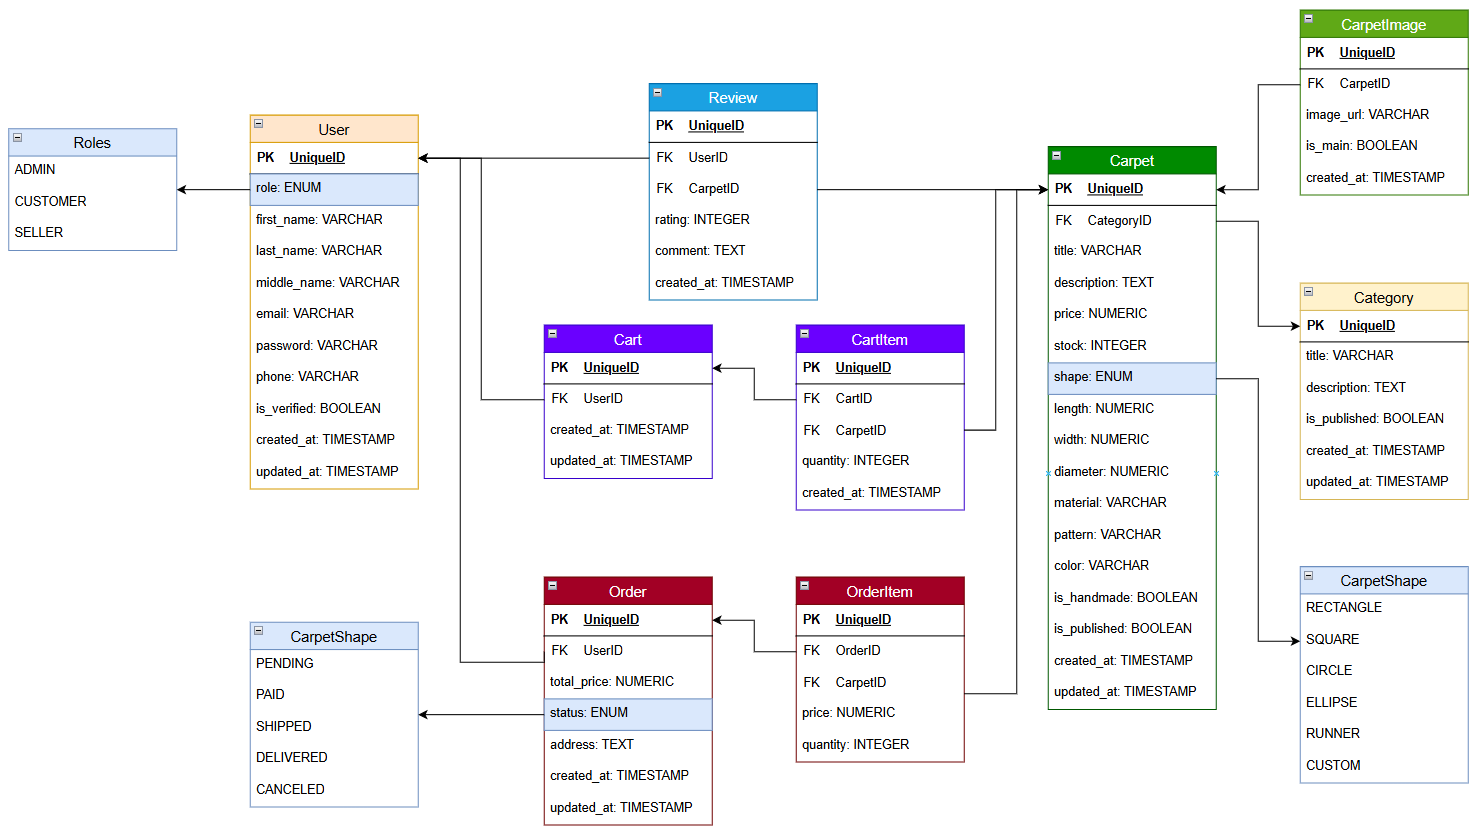 Roles
ADMIN
CUSTOMER
SELLER
User
PK UniqueID
role: ENUM
first_name: VARCHAR
last_name: VARCHAR
middle_name: VARCHAR
email: VARCHAR
password: VARCHAR
phone: VARCHAR
is_verified: BOOLEAN
created_at: TIMESTAMP
updated_at: TIMESTAMP
Review
PK UniqueID
FK UserID
FK CarpetID
rating: INTEGER
comment: TEXT
created_at: TIMESTAMP
Cart
PK UniqueID
FK UserID
created_at: TIMESTAMP
updated_at: TIMESTAMP
CartItem
PK UniqueID
FK CartID
FK CarpetID
quantity: INTEGER
created_at: TIMESTAMP
Carpet
PK UniqueID
FK CategoryID
title: VARCHAR
description: TEXT
price: NUMERIC
stock: INTEGER
shape: ENUM
length: NUMERIC
width: NUMERIC
diameter: NUMERIC
material: VARCHAR
pattern: VARCHAR
color: VARCHAR
is_handmade: BOOLEAN
is_published: BOOLEAN
created_at: TIMESTAMP
updated_at: TIMESTAMP
CarpetImage
PK UniqueID
FK CarpetID
image_url: VARCHAR
is_main: BOOLEAN
created_at: TIMESTAMP
Category
PK UniqueID
title: VARCHAR
description: TEXT
is_published: BOOLEAN
created_at: TIMESTAMP
updated_at: TIMESTAMP
CarpetShape
PENDING
PAID
SHIPPED
DELIVERED
CANCELED
Order
PK UniqueID
FK UserID
total_price: NUMERIC
status: ENUM
address: TEXT
created_at: TIMESTAMP
updated_at: TIMESTAMP
OrderItem
PK UniqueID
FK OrderID
FK CarpetID
price: NUMERIC
quantity: INTEGER
CarpetShape
RECTANGLE
SQUARE
CIRCLE
ELLIPSE
RUNNER
CUSTOM